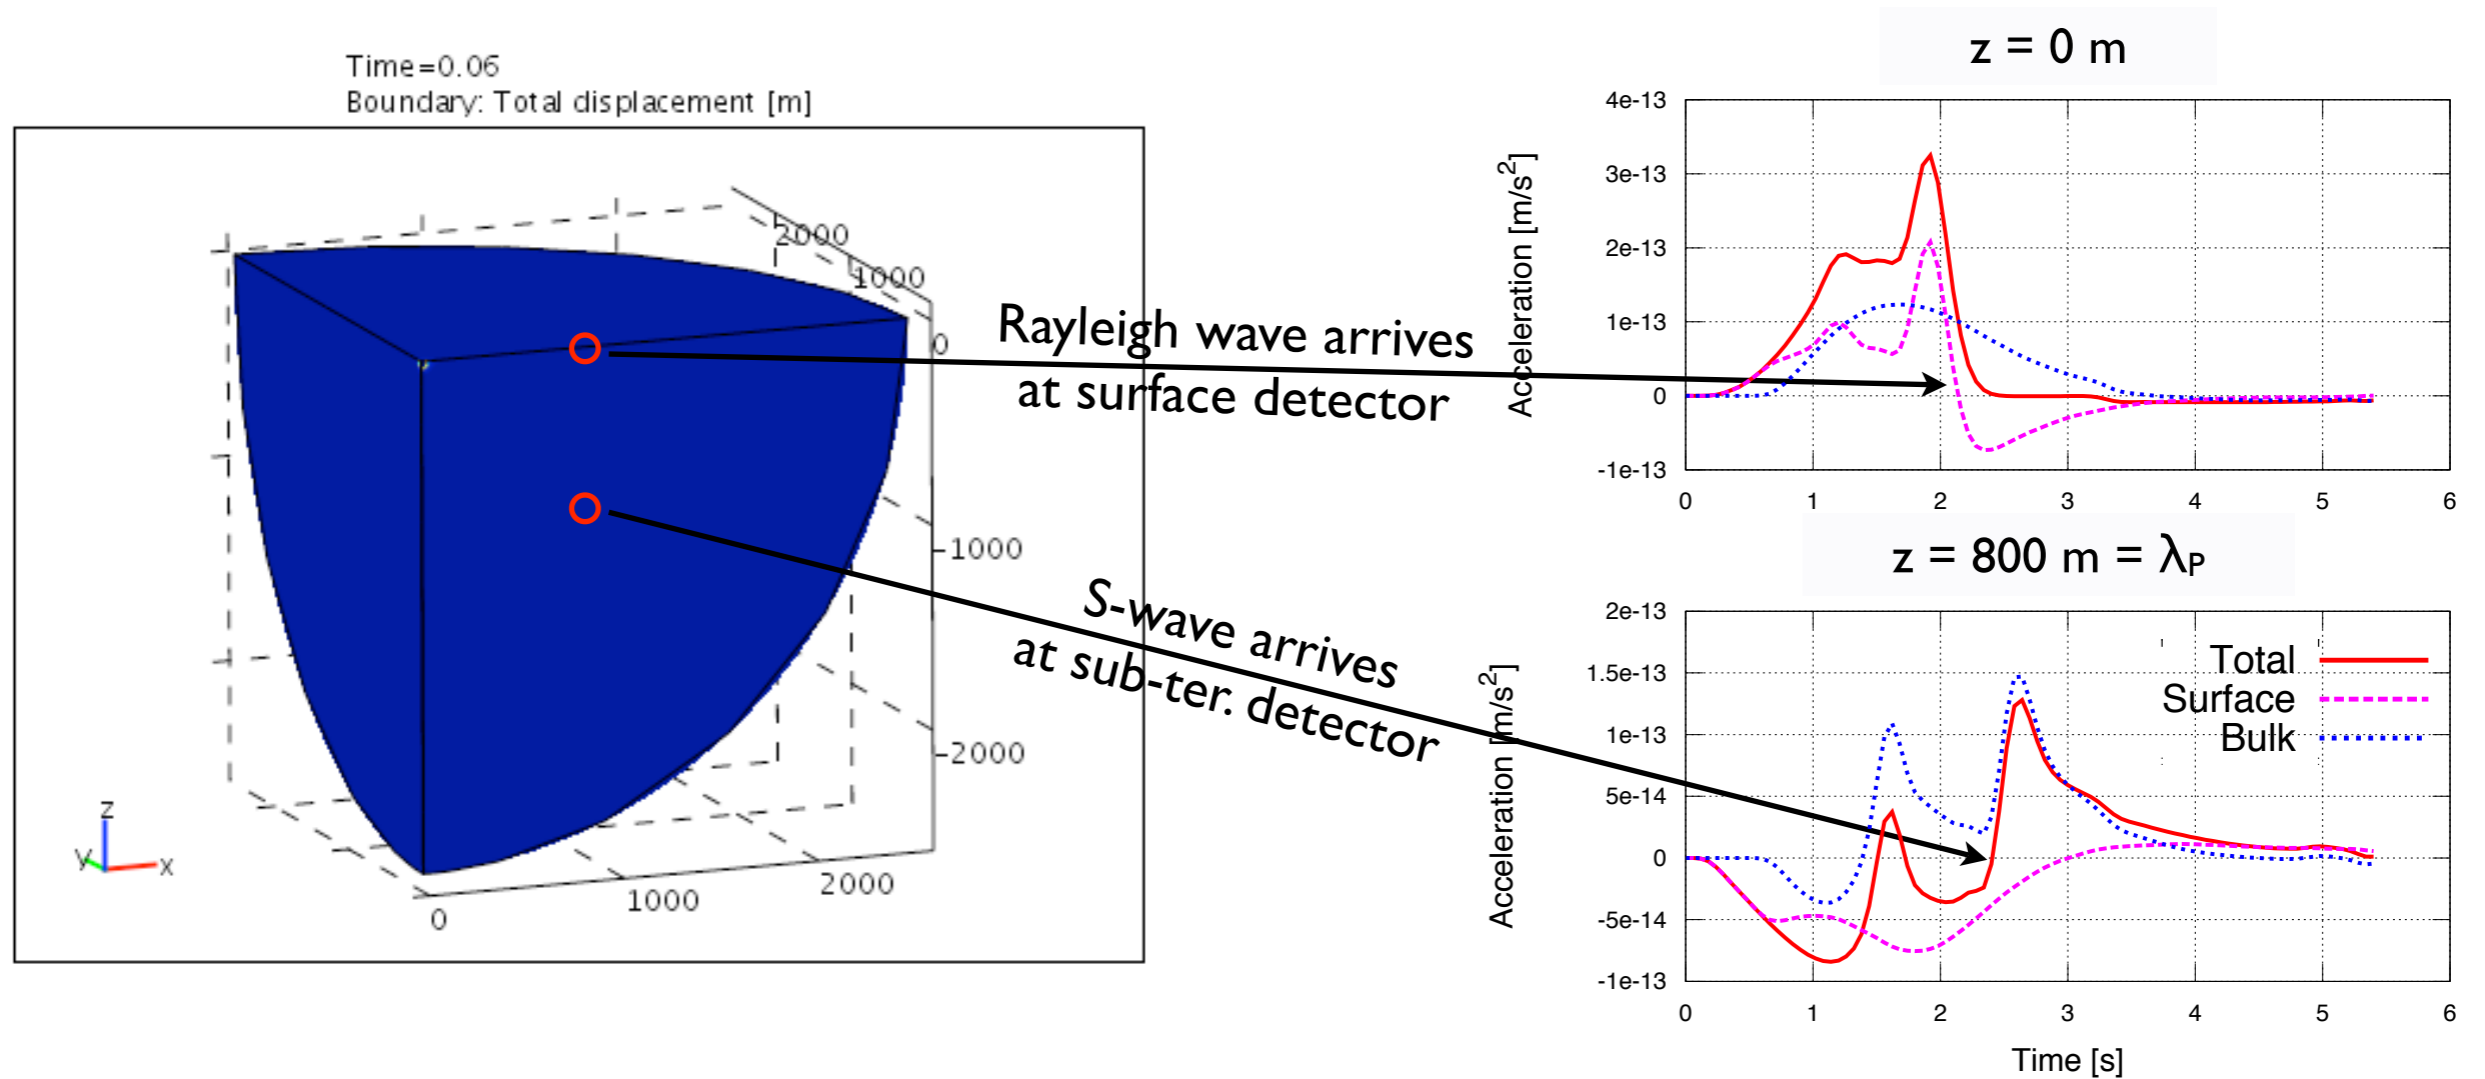 Time=0.06
Boundary: Total displacement [m]
2000
1000
0
-1000
-2000
0
1000
2000
z
y
x
Rayleigh wave arrives
at surface detector
S-wave arrives
at sub-ter. detector
z = 0 m
Acceleration [m/s²]
4e-13
3e-13
2e-13
1e-13
0
-1e-13
0 1 2 3 4 5 6
z = 800 m = λP
Acceleration [m/s²]
2e-13
1.5e-13
1e-13
5e-14
0
-5e-14
-1e-13
Total
Surface
Bulk
0 1 2 3 4 5 6
Time [s]